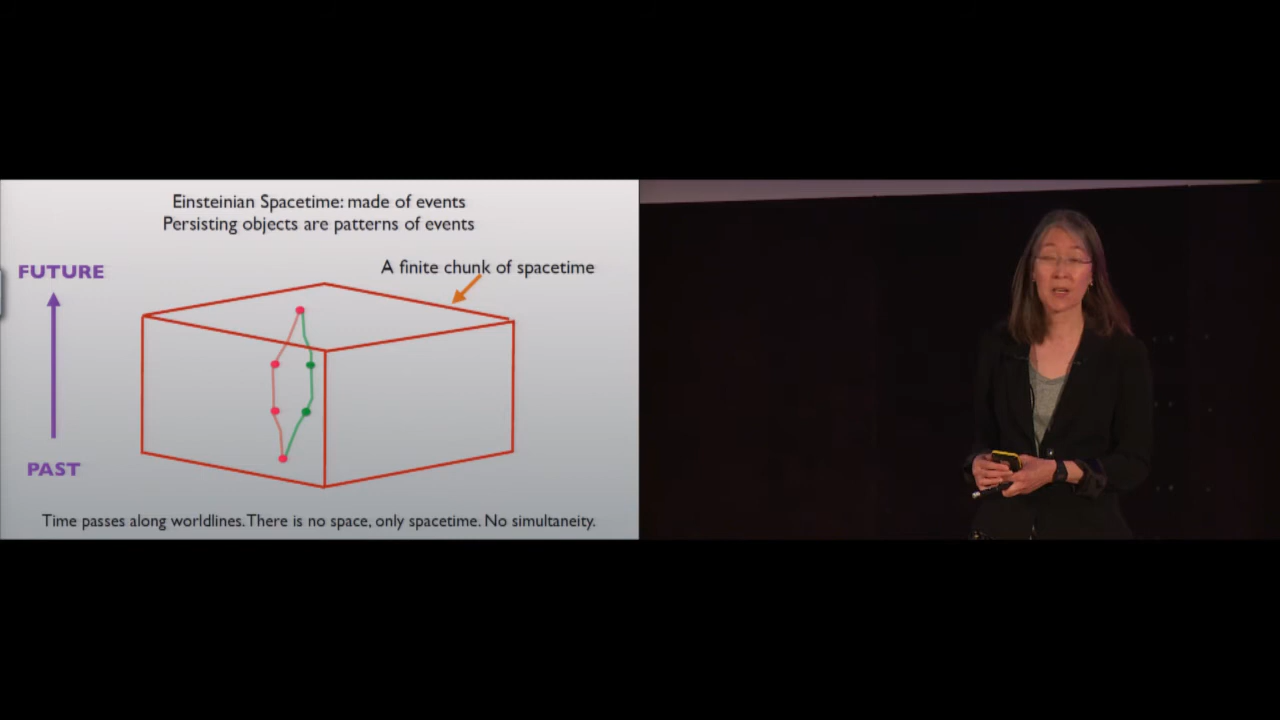 Einsteinian Spacetime: made of events
Persisting objects are patterns of events
A finite chunk of spacetime
FUTURE
PAST
Time passes along worldlines. There is no space, only spacetime. No simultaneity.